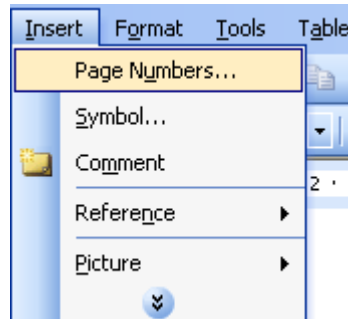 Insert Format Tools Table
Page Numbers...
Symbol...
Comment
2
Reference
Picture